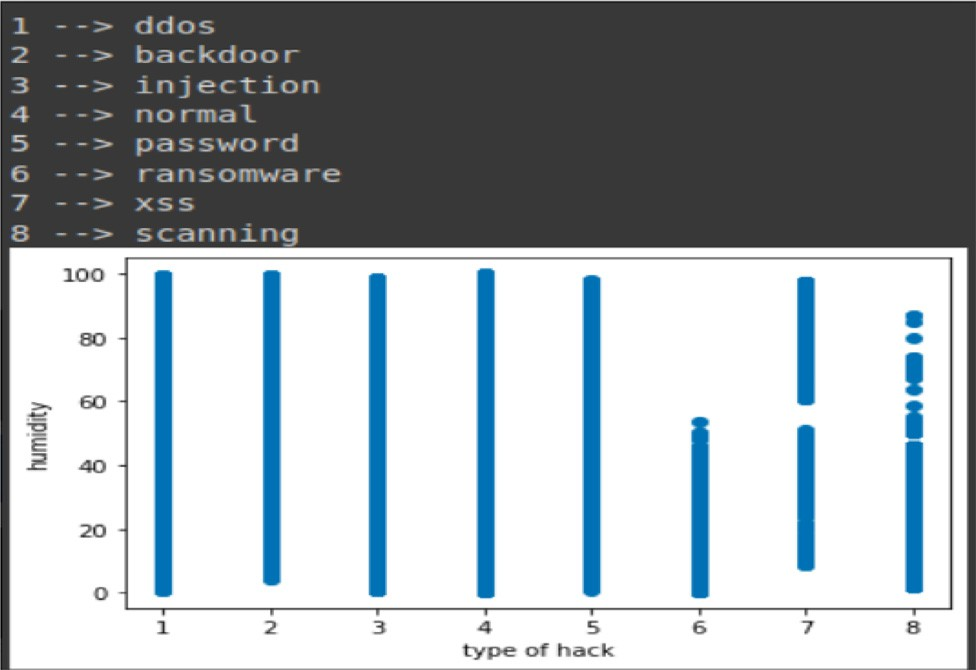 1 --> ddos
2 --> backdoor
3 --> injection
4 --> normal
5 --> password
6 --> ransomware
7 --> xss
8 --> scanning
100
80
60
40
20
0
humidity
1 2 3 4 5 6 7 8
type of hack